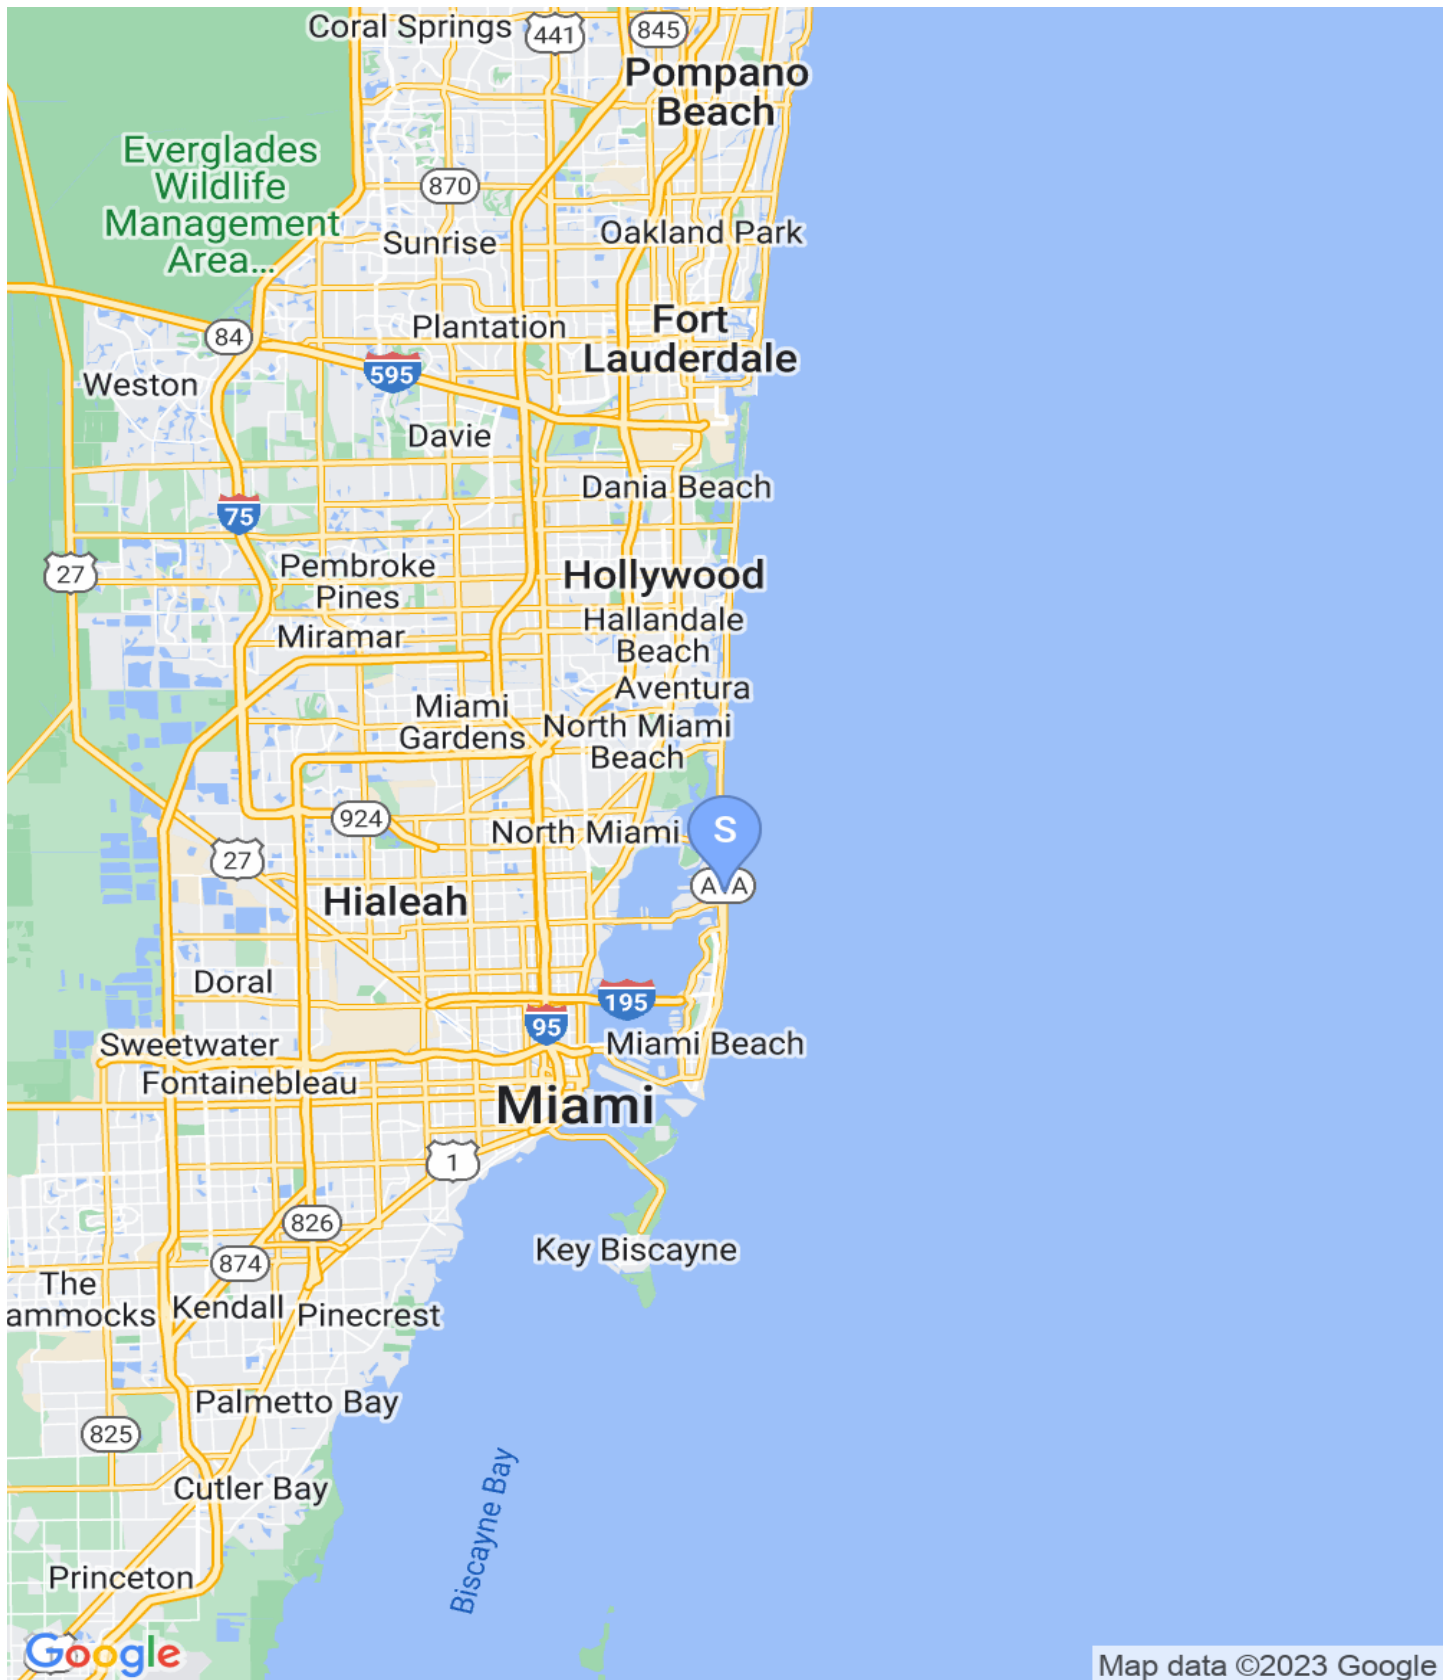 Coral Springs
441
845
Pompano
Beach
Everglades
Wildlife
Management
Area...
870
Sunrise
Oakland Park
84
Plantation
Fort
Lauderdale
595
Weston
Davie
Dania Beach
75
27
Pembroke
Pines
Hollywood
Hallandale
Beach
Miramar
Aventura
Miami
Gardens
North Miami
Beach
924
North Miami
S
27
A A
Hialeah
Doral
195
95
Sweetwater
Miami Beach
Fontainebleau
Miami
1
826
874
Key Biscayne
The
ammocks
Kendall
Pinecrest
Palmetto Bay
825
Cutler Bay
Biscayne Bay
Princeton
Google
Map data ©2023 Google